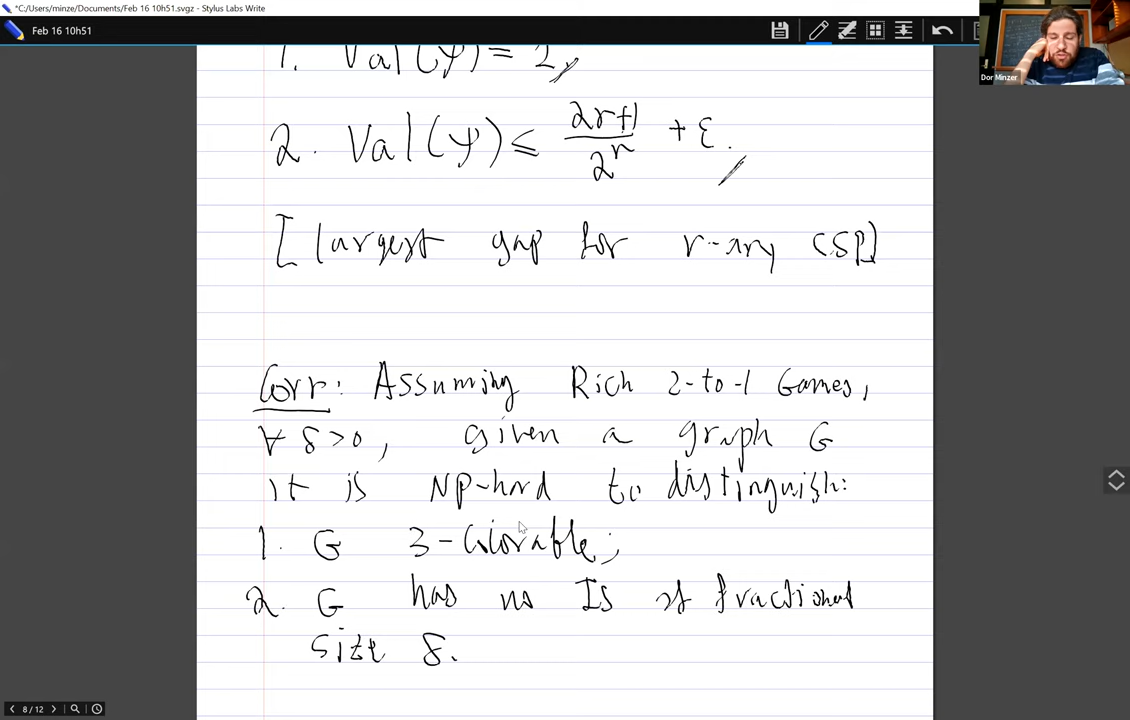 *C:/Users/minze/Documents/Feb 16 10h51.svgz - Stylus Labs Write
Feb 16 10h51
Dor Minzer
1. Val(Ψ) = 1,
2. Val(Ψ) ≤ (2r+1)/2^r + ε.
[largest gap for r-ary CSP]
Corr: Assuming Rich 2-to-1 Games,
∀ δ>0, given a graph G
it is NP-hard to distinguish:
1. G 3-Colorable;
2. G has no IS of fractional
size δ.
8 / 12